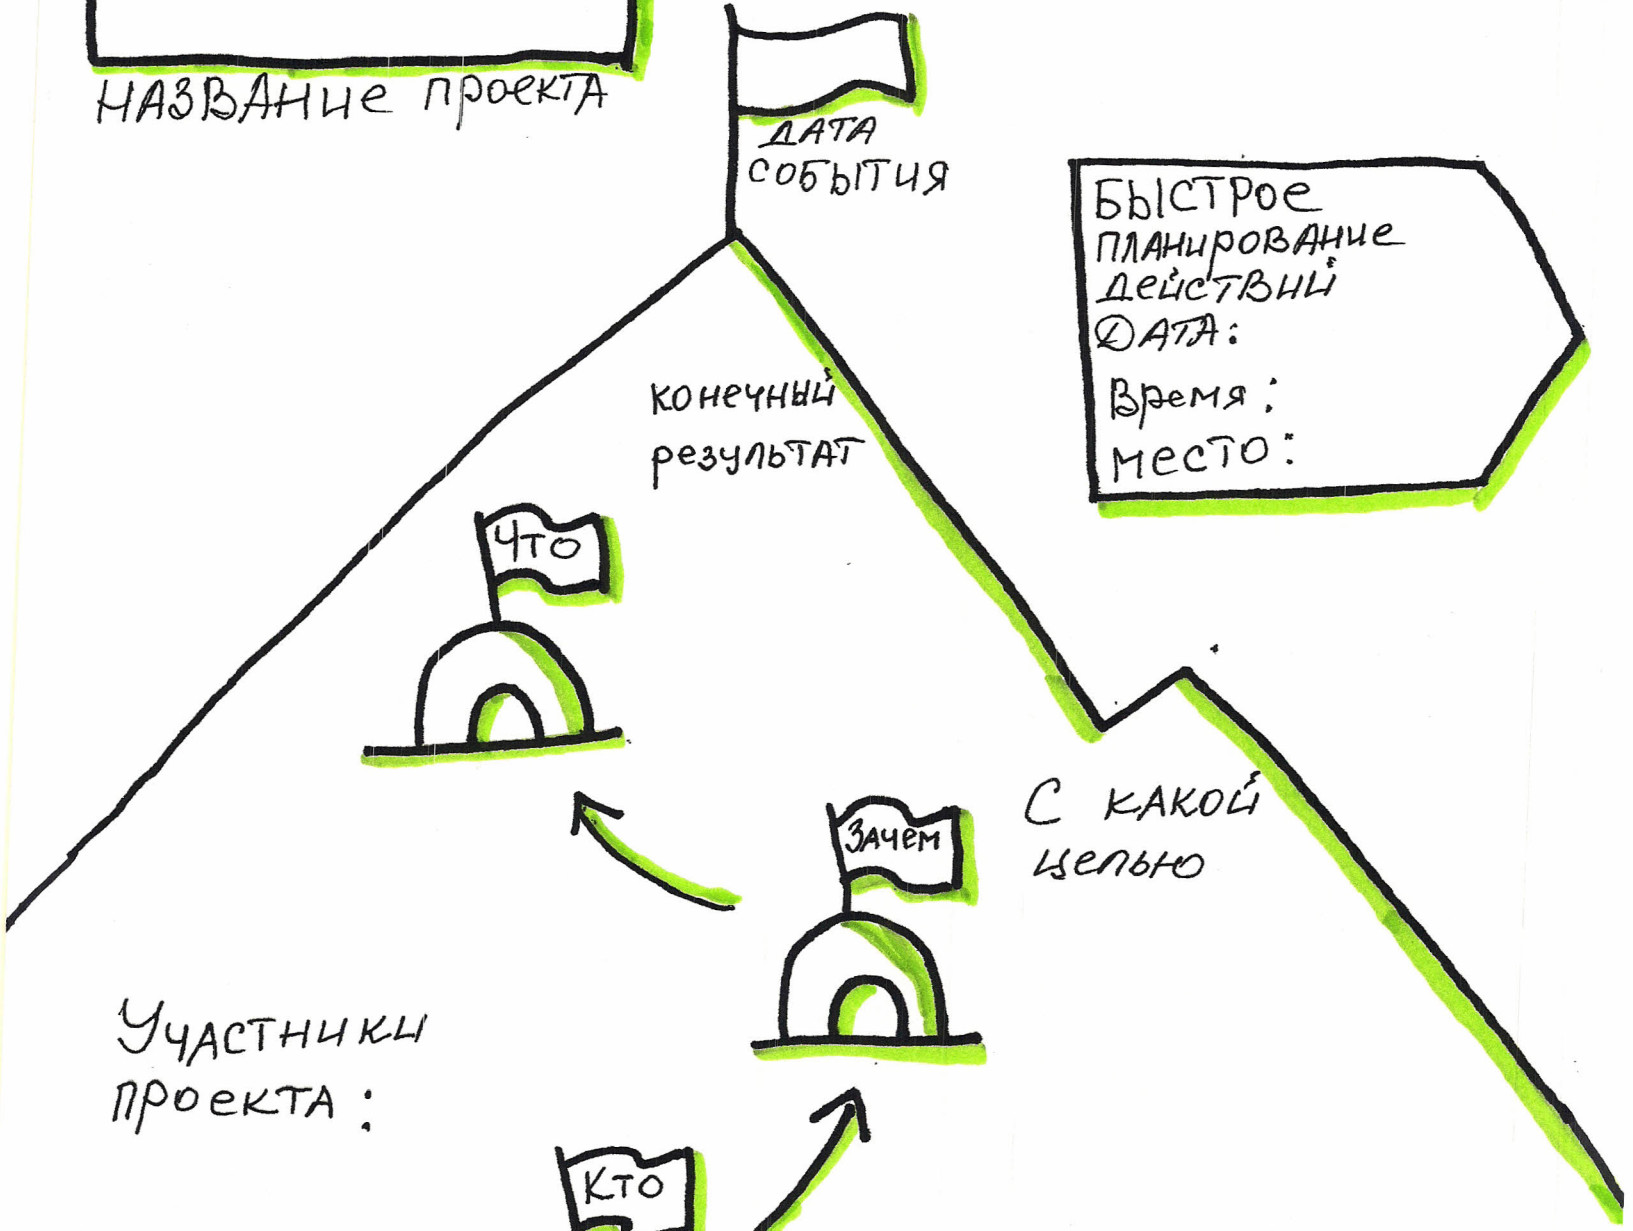 НАЗВАНИЕ ПРОЕКТА
ДАТА
СОБЫТИЯ
БЫСТРОЕ
ПЛАНИРОВАНИЕ
ДЕЙСТВИЙ
ДАТА:
Время:
МЕСТО:
КОНЕЧНЫЙ
РЕЗУЛЬТАТ
ЧТО
С КАКОЙ
ЦЕЛЬЮ
ЗАЧЕМ
УЧАСТНИКИ
ПРОЕКТА:
КТО